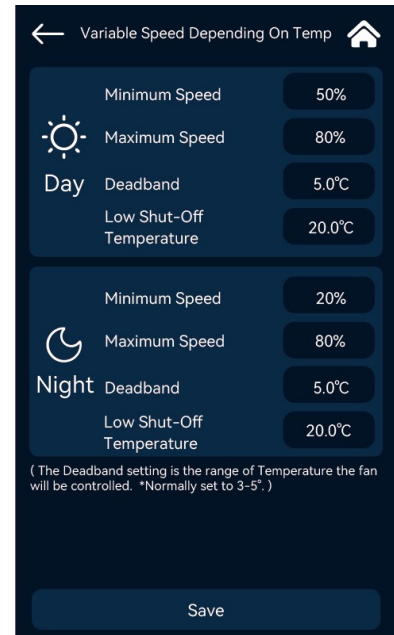 Variable Speed Depending On Temp
Day
Minimum Speed 50%
Maximum Speed 80%
Deadband 5.0℃
Low Shut-Off
Temperature 20.0℃
Night
Minimum Speed 20%
Maximum Speed 80%
Deadband 5.0℃
Low Shut-Off
Temperature 20.0℃
( The Deadband setting is the range of Temperature the fan
will be controlled. *Normally set to 3-5°. )
Save